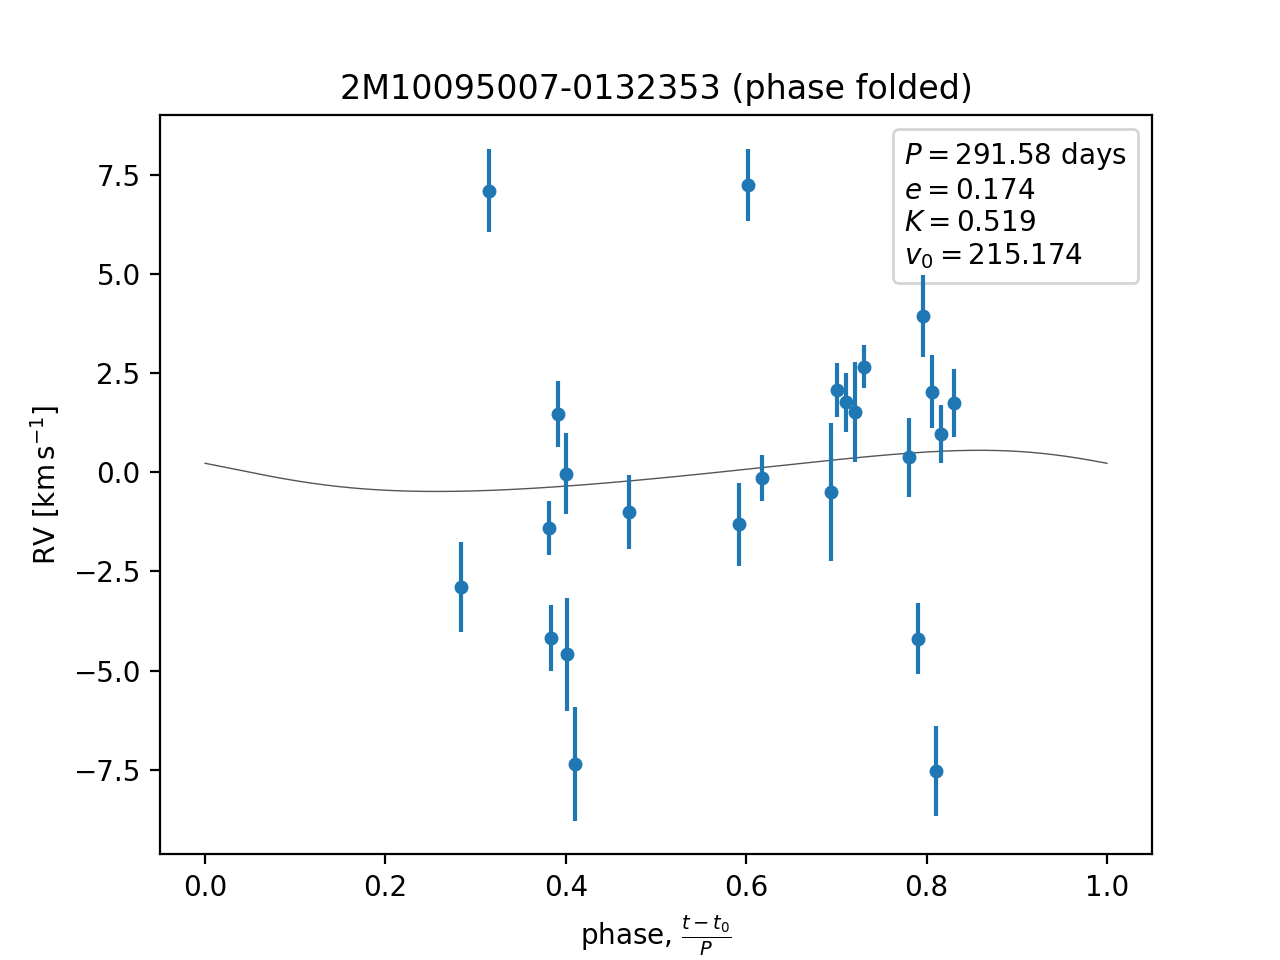 2M10095007-0132353 (phase folded)
P = 291.58 days
e = 0.174
K = 0.519
v₀ = 215.174
7.5
5.0
2.5
0.0
−2.5
−5.0
−7.5
RV [km s⁻¹]
0.0 0.2 0.4 0.6 0.8 1.0
phase, (t − t₀)/P